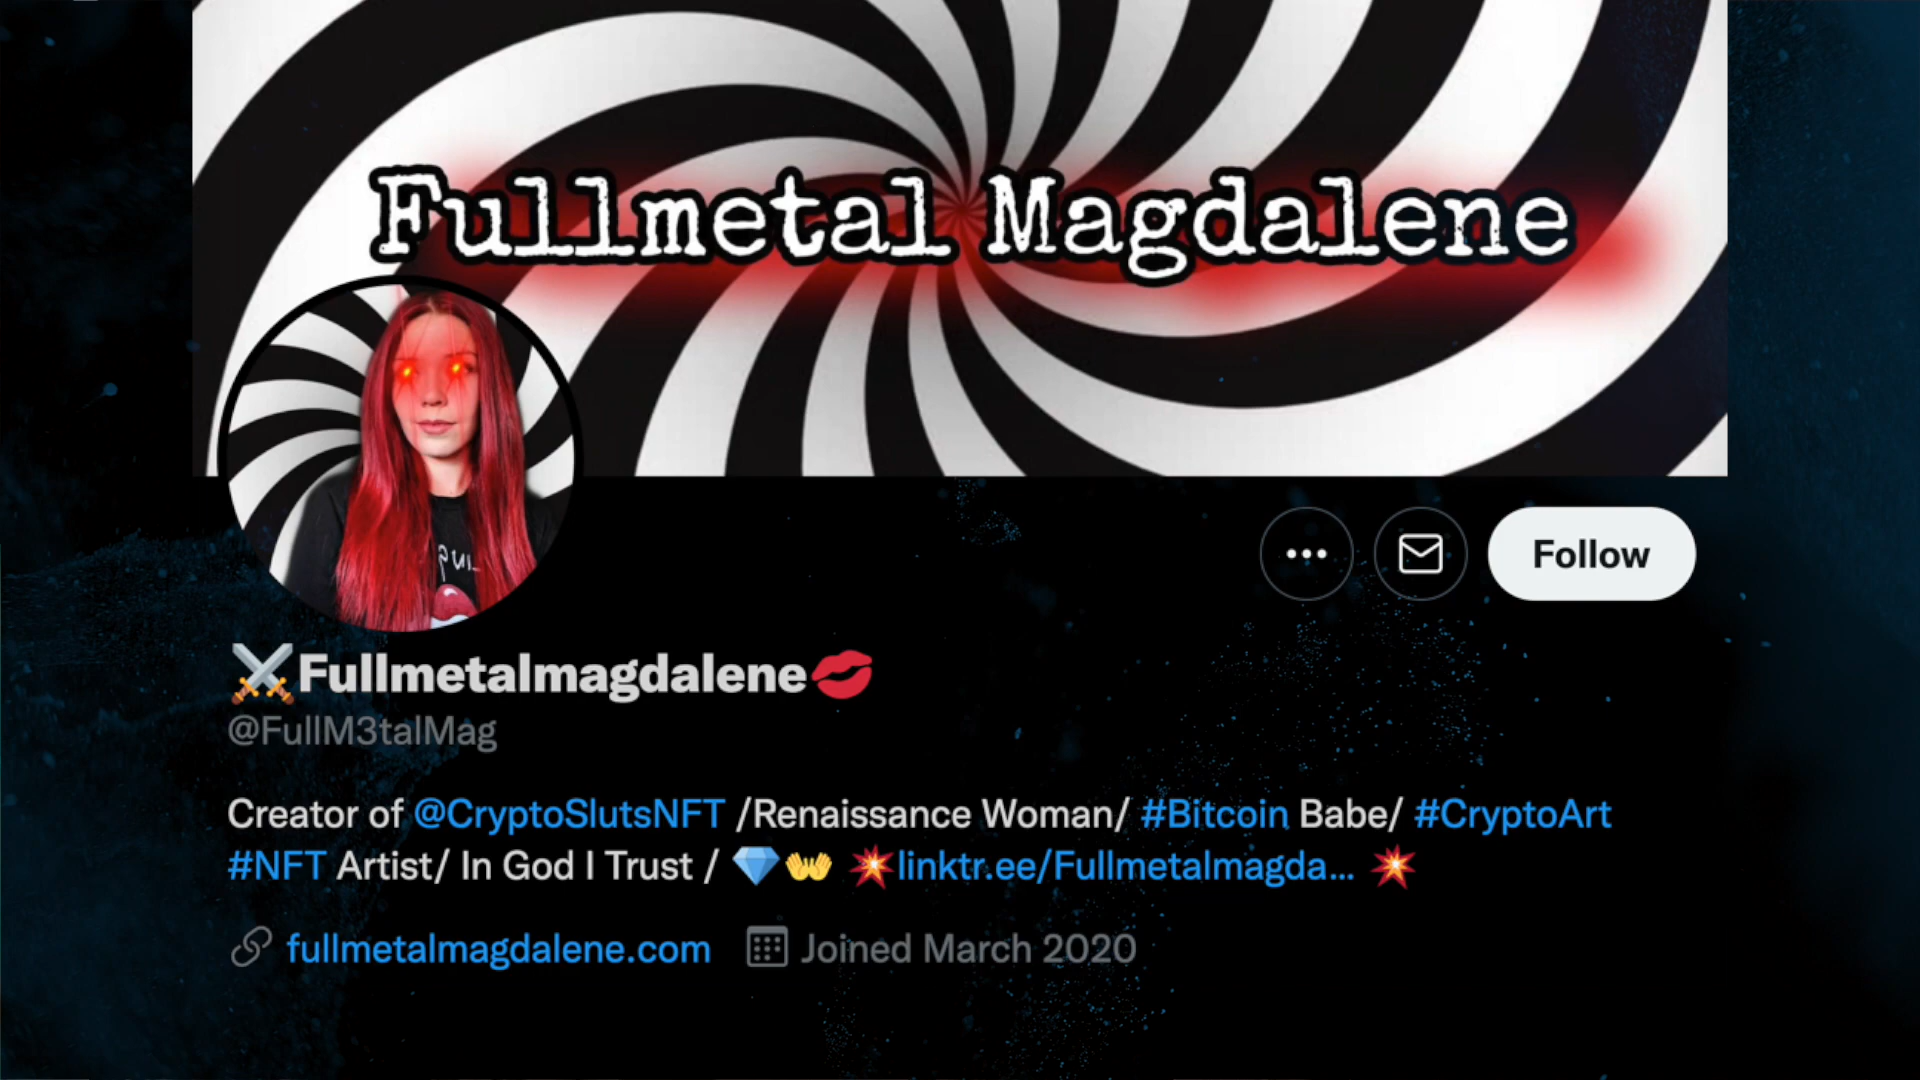 Fullmetal Magdalene
Follow
⚔️Fullmetalmagdalene💋
@FullM3talMag
Creator of @CryptoSlutsNFT /Renaissance Woman/ #Bitcoin Babe/ #CryptoArt
#NFT Artist/ In God I Trust / 💎👐 💥linktr.ee/Fullmetalmagda... 💥
fullmetalmagdalene.com Joined March 2020